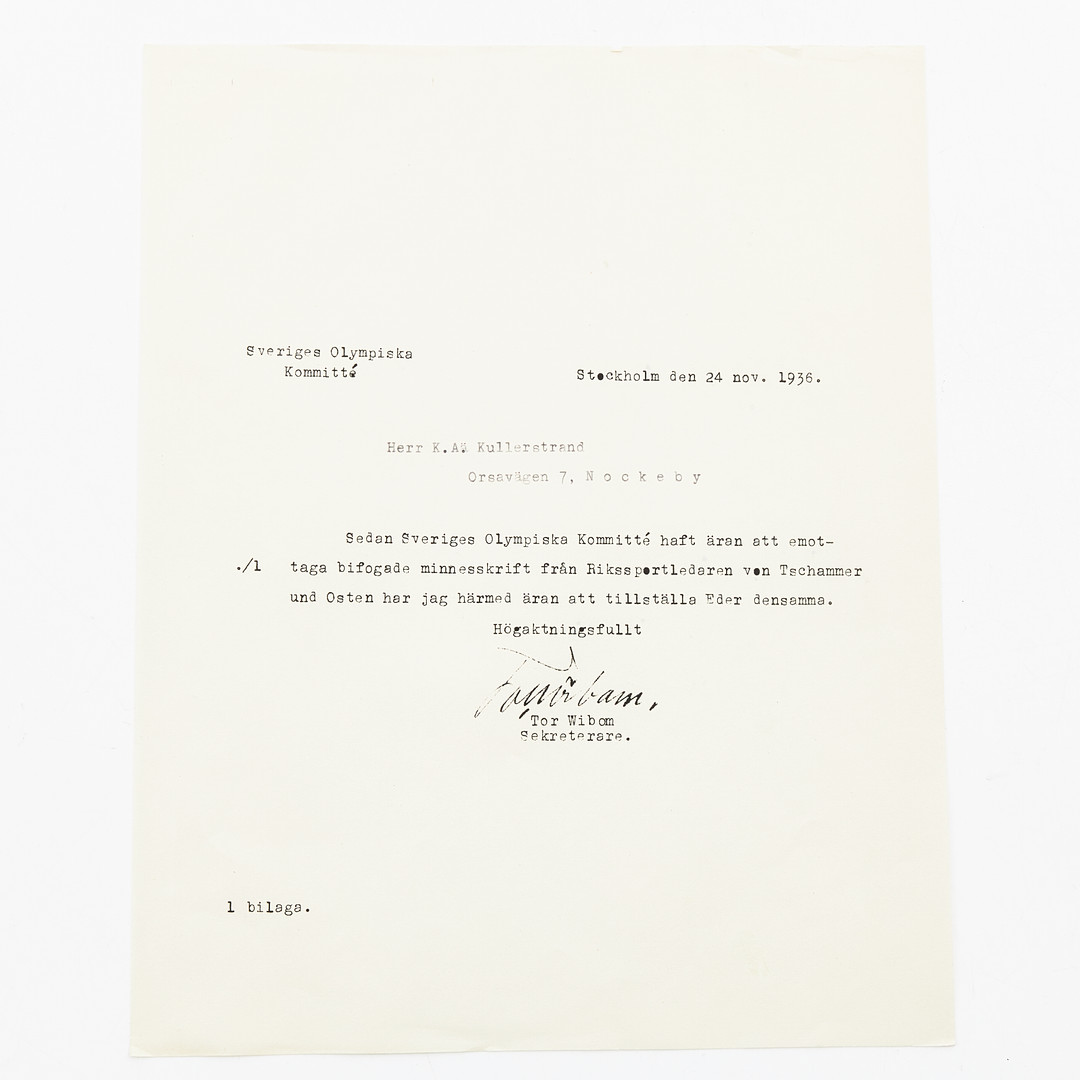 Sveriges Olympiska
Kommitté
Stockholm den 24 nov. 1936.
Herr K. Kullerstrand
Orsavägen 7, N o c k e b y
Sedan Sveriges Olympiska Kommitté haft äran att emot-
./1 taga bifogade minnesskrift från Rikssportledaren von Tschammer
und Osten har jag härmed äran att tillställa Eder densamma.
Högaktningsfullt
Tor Wibom
Tor Wibom
Sekreterare.
1 bilaga.